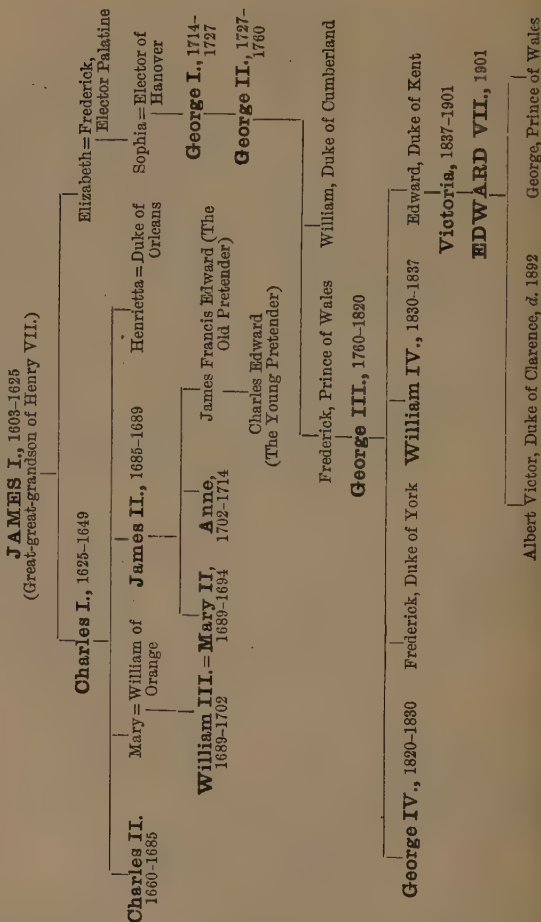 JAMES I., 1603–1625
(Great-great-grandson of Henry VII.)
Charles I., 1625–1649
Elizabeth = Frederick,
Elector Palatine
Charles II.
1660–1685
Mary = William of
Orange
James II., 1685–1689
Henrietta = Duke of
Orleans
Sophia = Elector of
Hanover
William III. = Mary II,
1689–1702
1689–1694
Anne,
1702–1714
James Francis Edward (The
Old Pretender)
George I., 1714–
1727
Charles Edward
(The Young Pretender)
George II., 1727–
1760
Frederick, Prince of Wales
William, Duke of Cumberland
George III., 1760–1820
George IV., 1820–1830
Frederick, Duke of York
William IV., 1830–1837
Edward, Duke of Kent
Victoria, 1837–1901
EDWARD VII., 1901
Albert Victor, Duke of Clarence, d. 1892
George, Prince of Wales